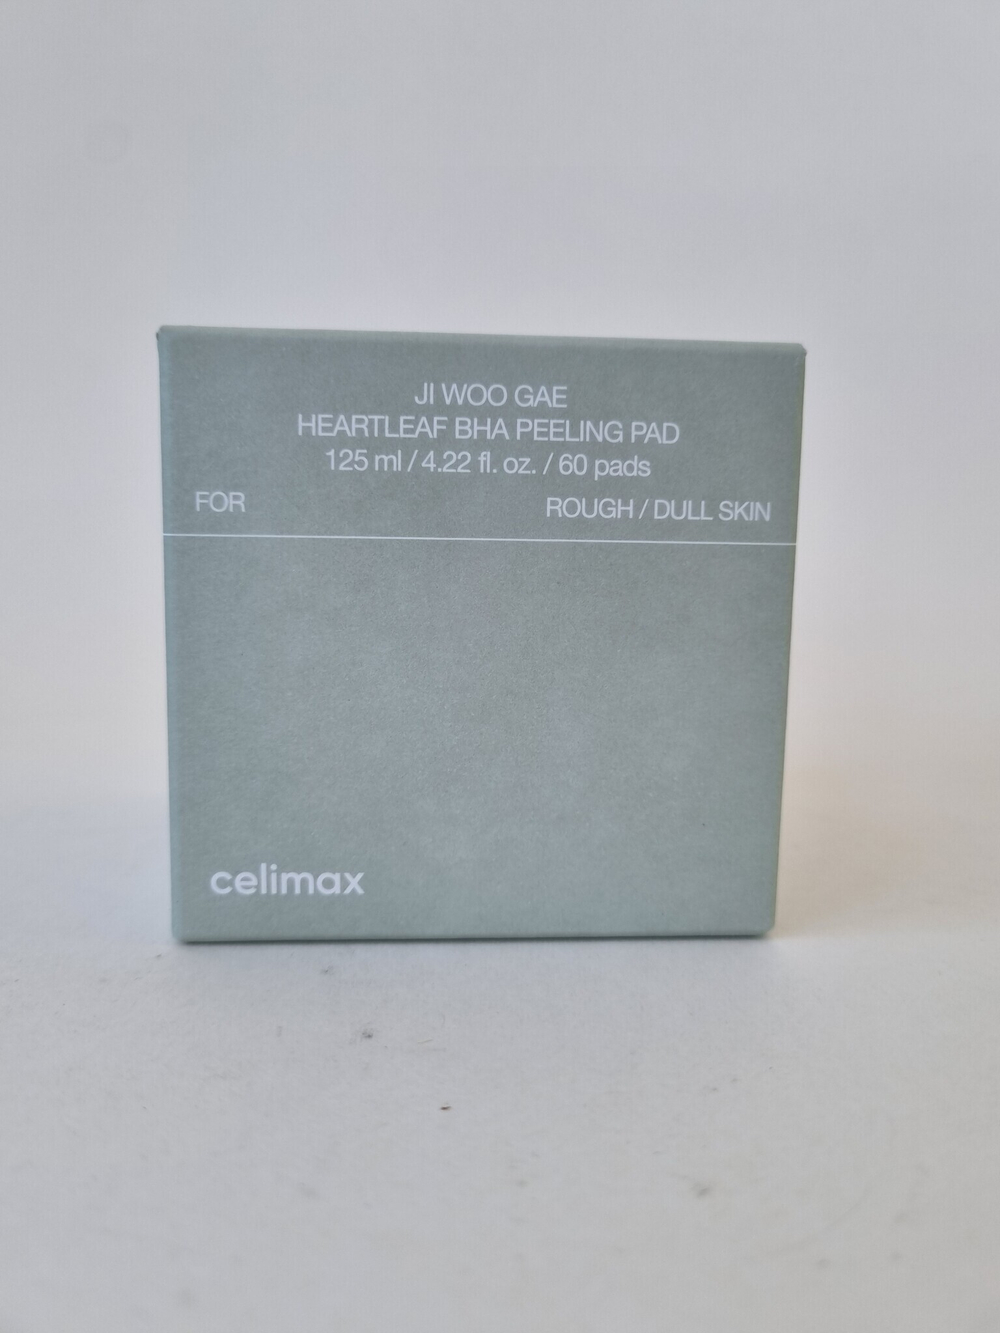 JI WOO GAE
HEARTLEAF BHA PEELING PAD
125 ml / 4.22 fl. oz. / 60 pads
FOR ROUGH / DULL SKIN
celimax